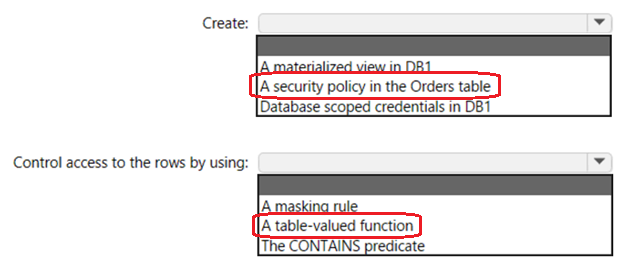 Create:
A materialized view in DB1
A security policy in the Orders table
Database scoped credentials in DB1
Control access to the rows by using:
A masking rule
A table-valued function
The CONTAINS predicate